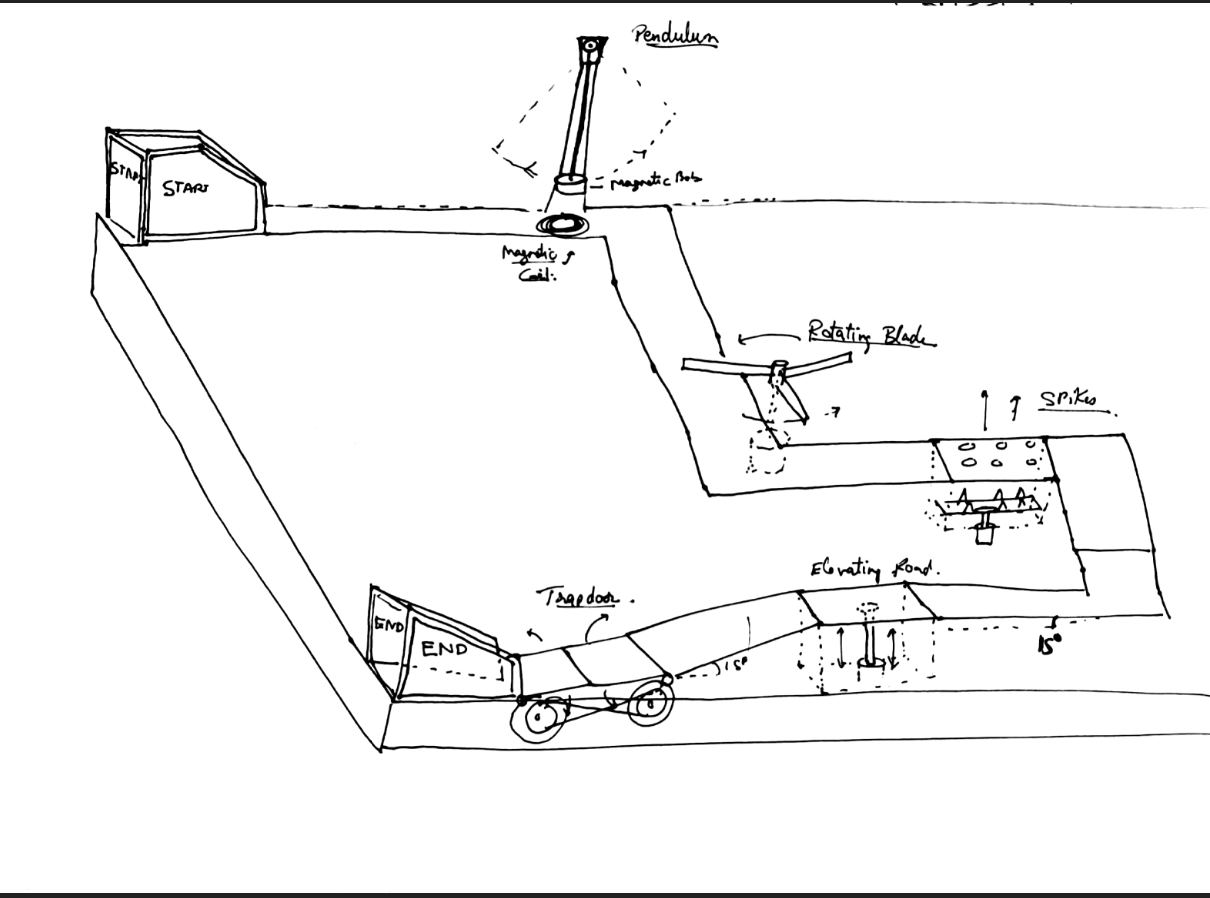 Pendulum
START
START
Magnetic Bob
Magnetic
Coil:
Rotating Blade
Spikes
Elevating Road.
Trapdoor.
END
END
15°
15°